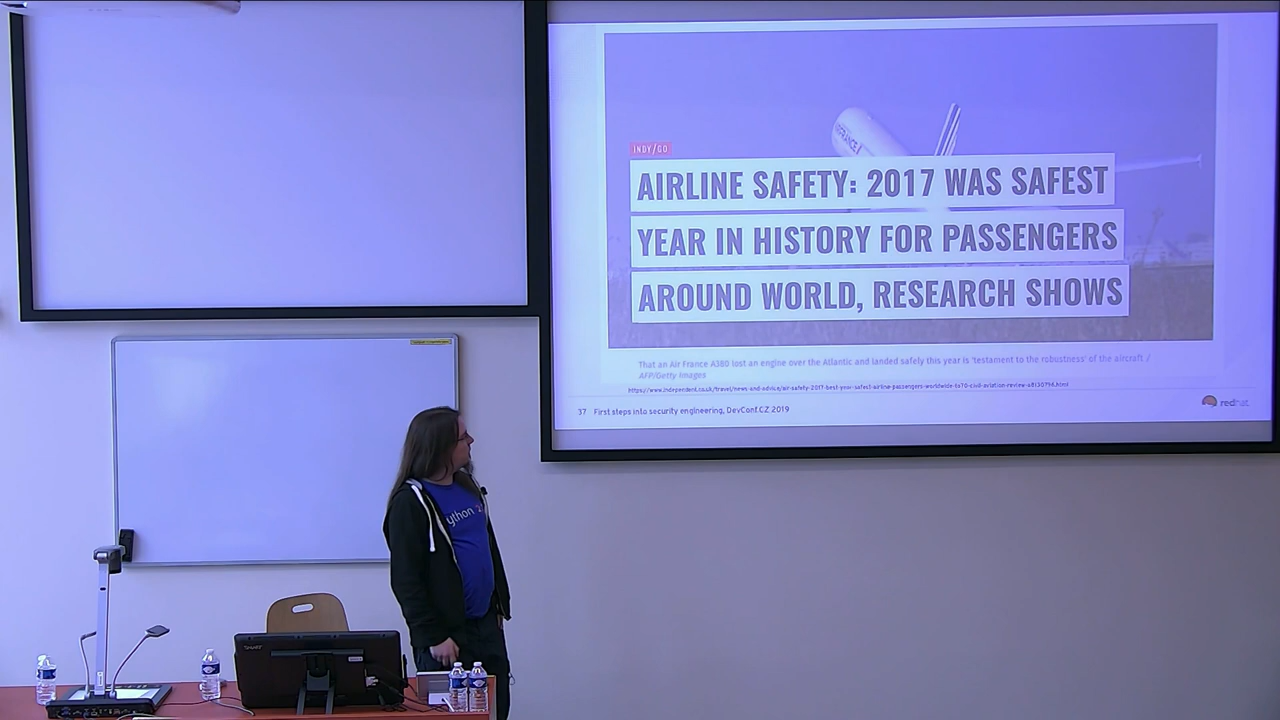 INDY/GO
AIRLINE SAFETY: 2017 WAS SAFEST
YEAR IN HISTORY FOR PASSENGERS
AROUND WORLD, RESEARCH SHOWS
That an Air France A380 lost an engine over the Atlantic and landed safely this year is 'testament to the robustness' of the aircraft /
AFP/Getty Images
37 First steps into security engineering, DevConf.CZ 2019
redhat
ython